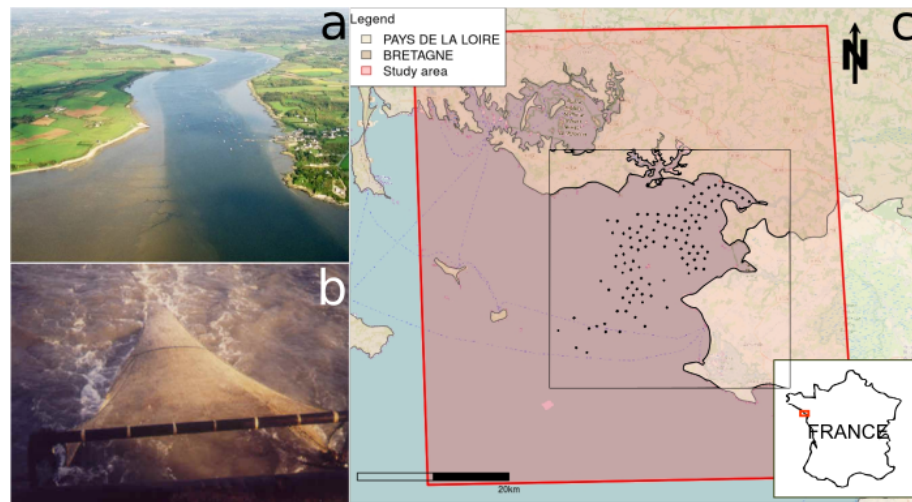 a
b
c
Legend
PAYS DE LA LOIRE
BRETAGNE
Study area
N
20km
FRANCE